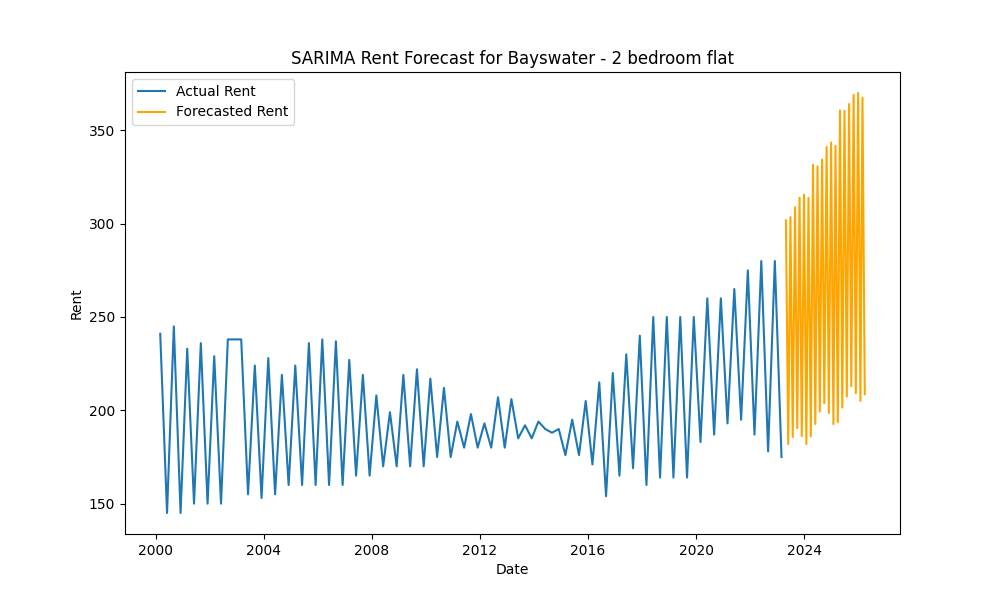 SARIMA Rent Forecast for Bayswater - 2 bedroom flat
Actual Rent
Forecasted Rent
350
300
250
200
150
Rent
2000 2004 2008 2012 2016 2020 2024
Date